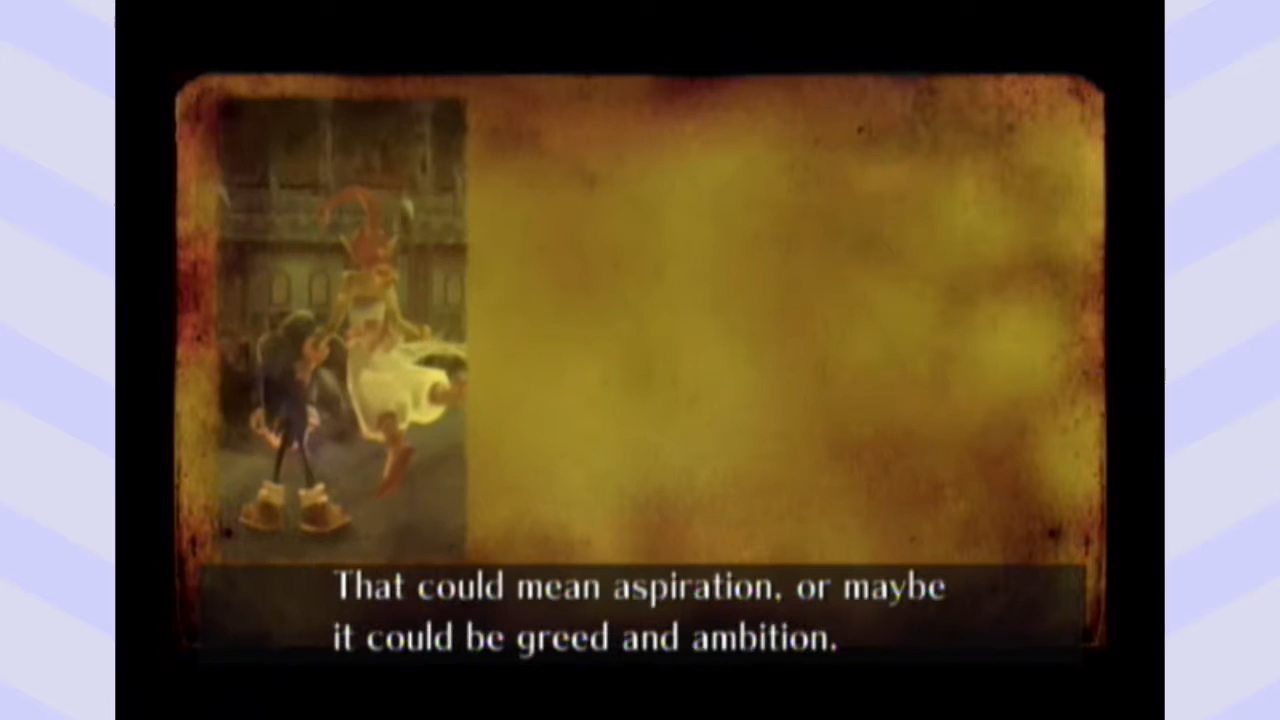 That could mean aspiration, or maybe
it could be greed and ambition.